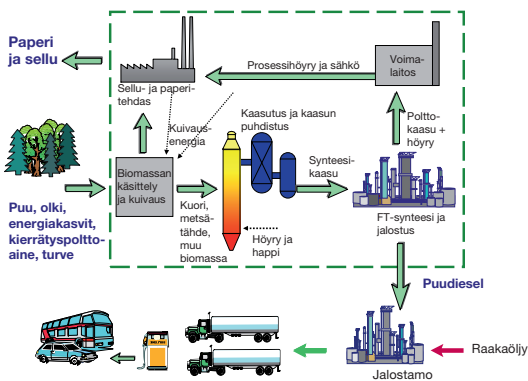 Paperi
ja sellu
Sellu- ja paperi-
tehdas
Prosessihöyry ja sähkö
Voima-
laitos
Kuivaus-
energia
Kaasutus ja kaasun
puhdistus
Polttokaasu +
höyry
Biomassan
käsittely
ja kuivaus
Synteesi-
kaasu
Puu, olki,
energiakasvit,
kierrätyspoltto-
aine, turve
Kuori,
metsä-
tähde,
muu
biomassa
Höyry ja
happi
FT-synteesi ja
jalostus
Puudiesel
Raakaöljy
Jalostamo